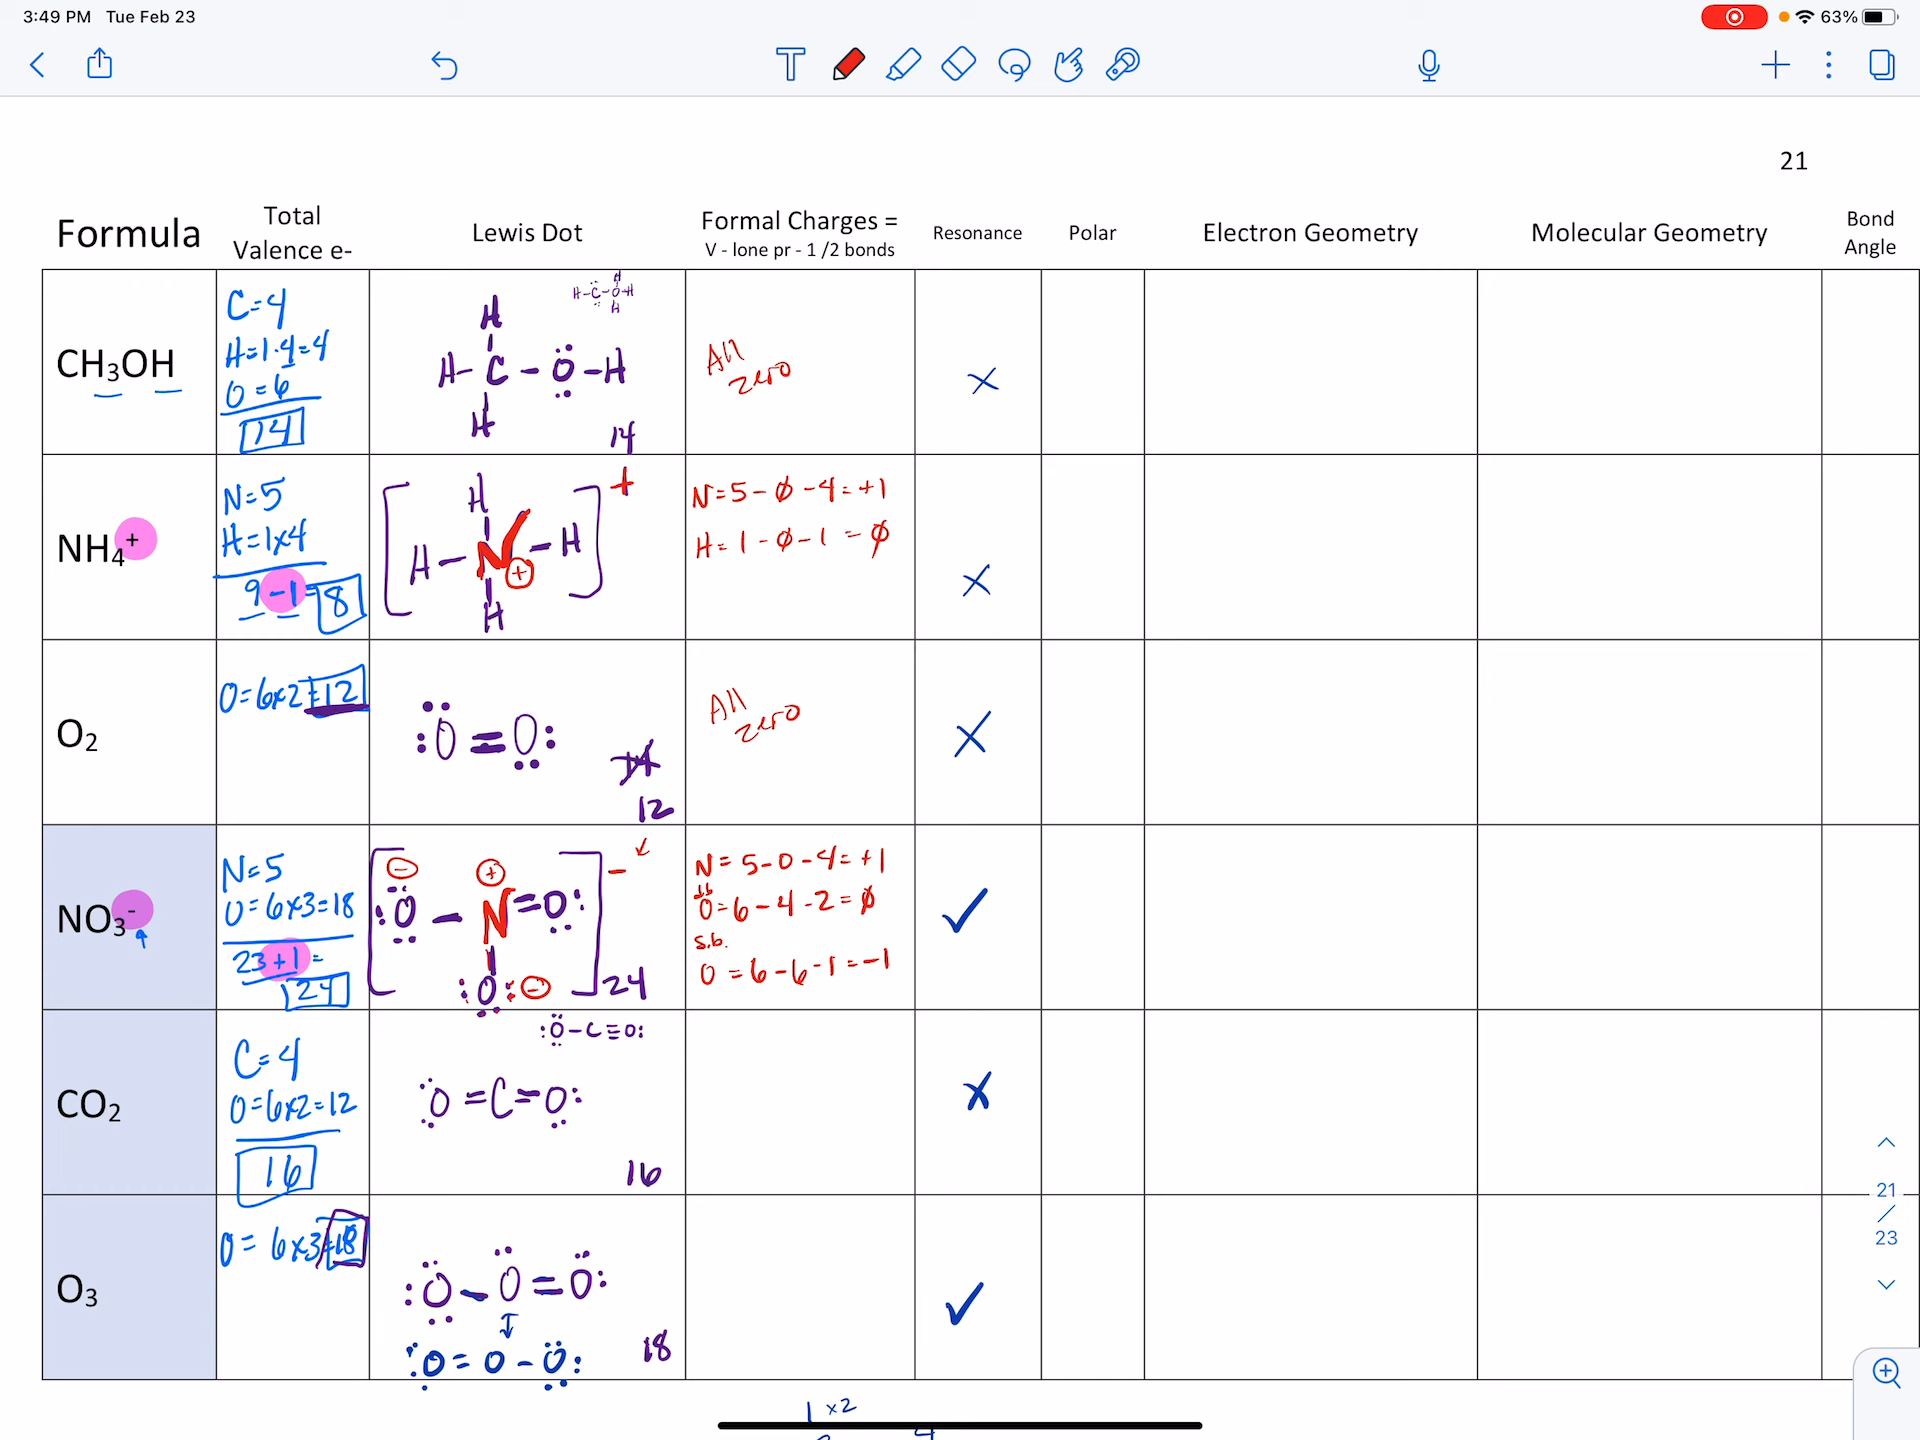 3:49 PM Tue Feb 23
63%
21
Formula
Total Valence e-
Lewis Dot
Formal Charges =
V - lone pr - 1 /2 bonds
Resonance
Polar
Electron Geometry
Molecular Geometry
Bond Angle
CH3OH
C=4
H=1·4=4
O=6
14
H
H-C-O-H
H
14
H-C-O-H
H
H
All zero
X
NH4+
N=5
H=1x4
9-1=8
H
H-N-H
H
+
+
N=5-0-4=+1
H=1-0-1=0
X
O2
O=6x2=12
:O=O:
14
12
All zero
X
NO3-
N=5
O=6x3=18
23+1=
24
:O-N=O:
:O:
-
+
-
-
24
N=5-0-4=+1
d.b
O=6-4-2=0
s.b.
O=6-6-1=-1
✓
CO2
C=4
O=6x2=12
16
:O-C≡O:
O=C=O:
16
X
O3
O=6x3=18
:O-O=O:
↕
:O=O-O:
18
✓
1 x2
21
/
23